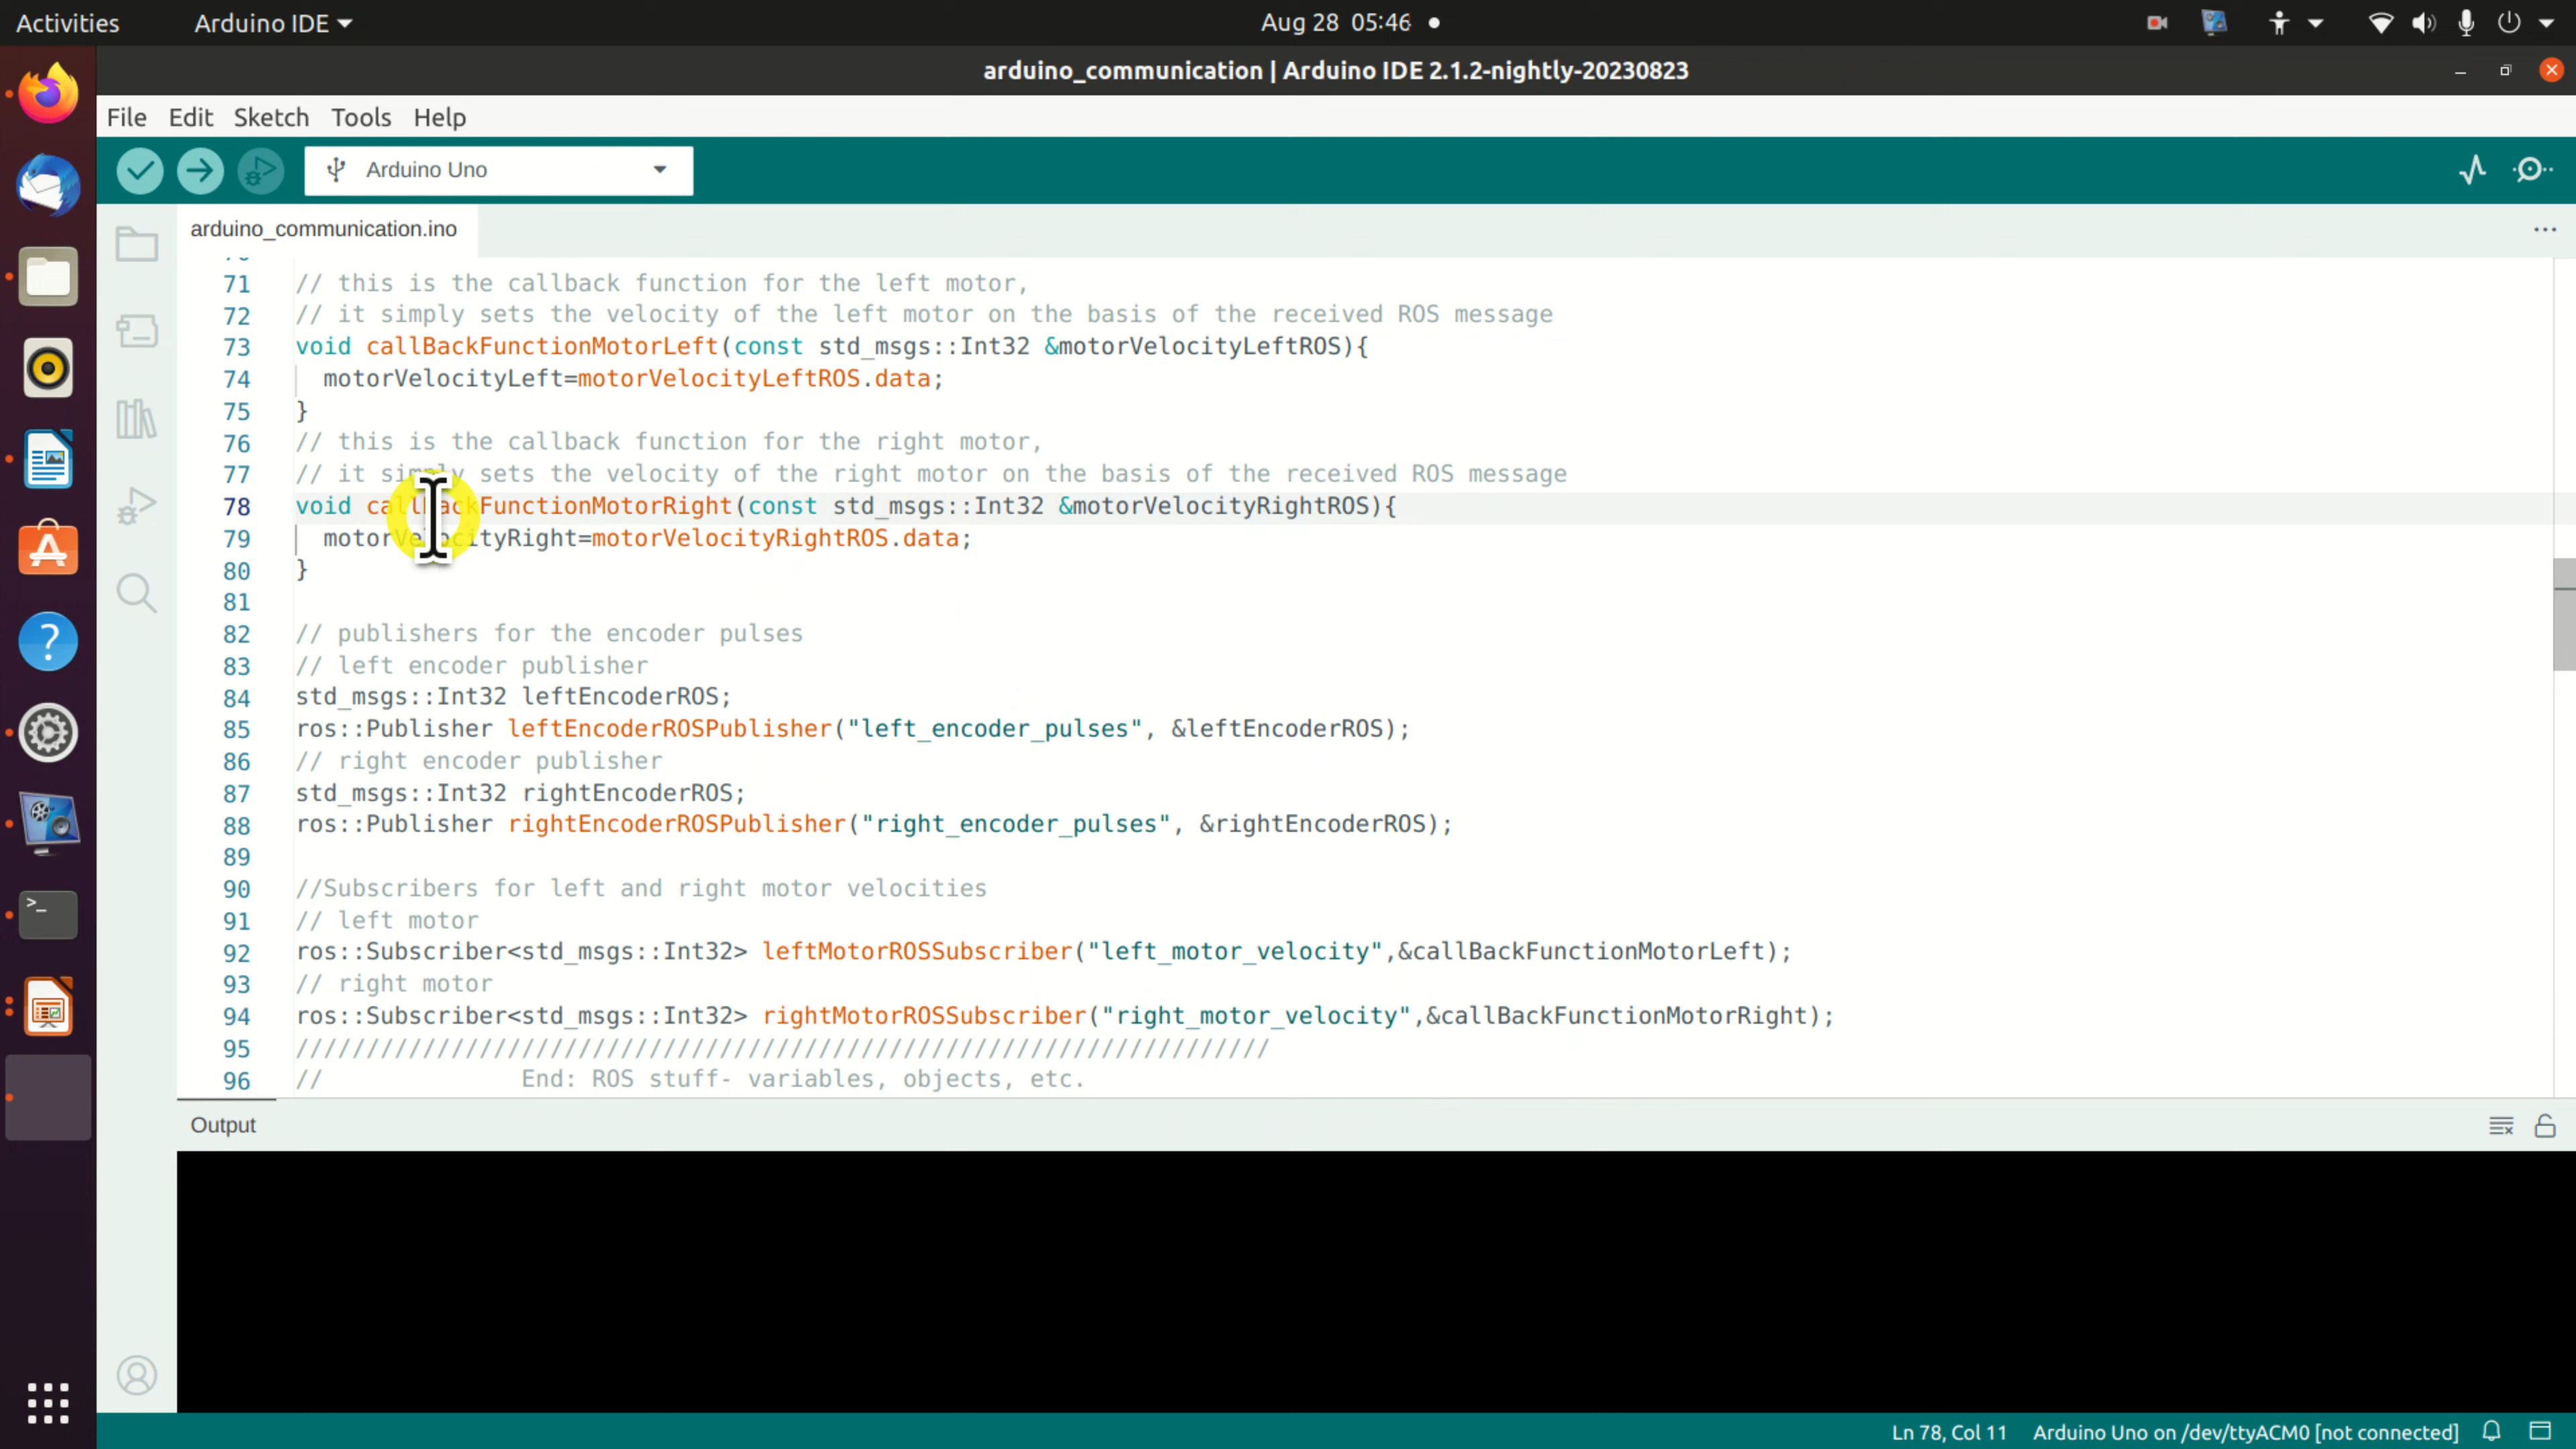 Activities Arduino IDE Aug 28 05:46
arduino_communication | Arduino IDE 2.1.2-nightly-20230823
File Edit Sketch Tools Help
Arduino Uno
arduino_communication.ino
71 // this is the callback function for the left motor,
72 // it simply sets the velocity of the left motor on the basis of the received ROS message
73 void callBackFunctionMotorLeft(const std_msgs::Int32 &motorVelocityLeftROS){
74 motorVelocityLeft=motorVelocityLeftROS.data;
75 }
76 // this is the callback function for the right motor,
77 // it simply sets the velocity of the right motor on the basis of the received ROS message
78 void callBackFunctionMotorRight(const std_msgs::Int32 &motorVelocityRightROS){
79 motorVelocityRight=motorVelocityRightROS.data;
80 }
81
82 // publishers for the encoder pulses
83 // left encoder publisher
84 std_msgs::Int32 leftEncoderROS;
85 ros::Publisher leftEncoderROSPublisher("left_encoder_pulses", &leftEncoderROS);
86 // right encoder publisher
87 std_msgs::Int32 rightEncoderROS;
88 ros::Publisher rightEncoderROSPublisher("right_encoder_pulses", &rightEncoderROS);
89
90 //Subscribers for left and right motor velocities
91 // left motor
92 ros::Subscriber<std_msgs::Int32> leftMotorROSSubscriber("left_motor_velocity",&callBackFunctionMotorLeft);
93 // right motor
94 ros::Subscriber<std_msgs::Int32> rightMotorROSSubscriber("right_motor_velocity",&callBackFunctionMotorRight);
95 /////////////////////////////////////////////////////////////////////
96 // End: ROS stuff- variables, objects, etc.
Output
Ln 78, Col 11 Arduino Uno on /dev/ttyACM0 [not connected]